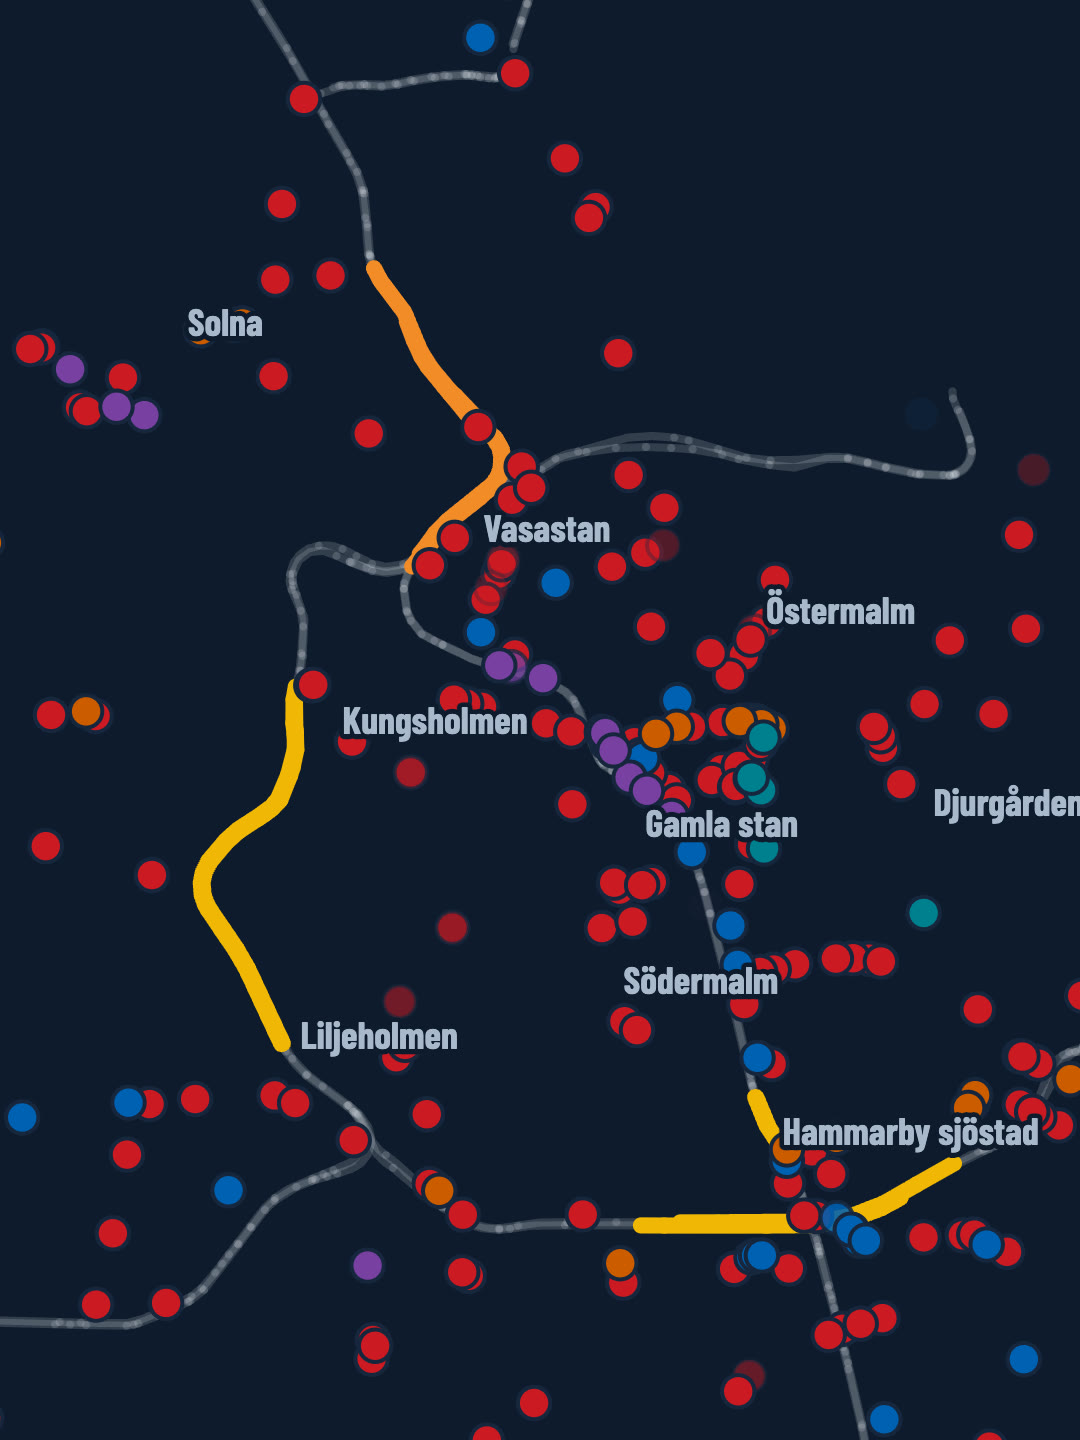 Solna
Vasastan
Östermalm
Kungsholmen
Djurgården
Gamla stan
Södermalm
Liljeholmen
Hammarby sjöstad